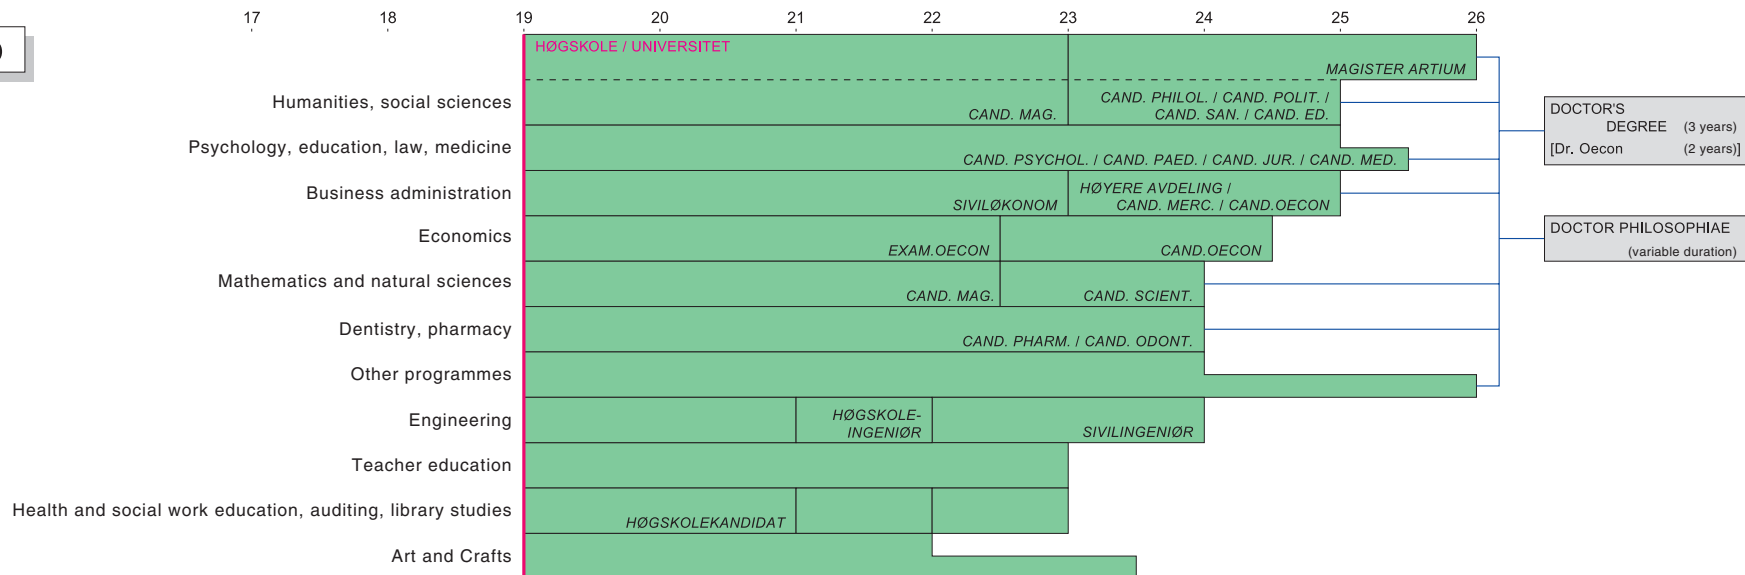 17 18 19 20 21 22 23 24 25 26
HØGSKOLE / UNIVERSITET
MAGISTER ARTIUM
Humanities, social sciences
CAND. MAG.
CAND. PHILOL. / CAND. POLIT. /
CAND. SAN. / CAND. ED.
Psychology, education, law, medicine
CAND. PSYCHOL. / CAND. PAED. / CAND. JUR. / CAND. MED.
Business administration
SIVILØKONOM
HØYERE AVDELING /
CAND. MERC. / CAND.OECON
Economics
EXAM.OECON
CAND.OECON
Mathematics and natural sciences
CAND. MAG.
CAND. SCIENT.
Dentistry, pharmacy
CAND. PHARM. / CAND. ODONT.
Other programmes
Engineering
HØGSKOLE-
INGENIØR
SIVILINGENIØR
Teacher education
Health and social work education, auditing, library studies
HØGSKOLEKANDIDAT
Art and Crafts
DOCTOR'S
DEGREE (3 years)
[Dr. Oecon (2 years)]
DOCTOR PHILOSOPHIAE
(variable duration)